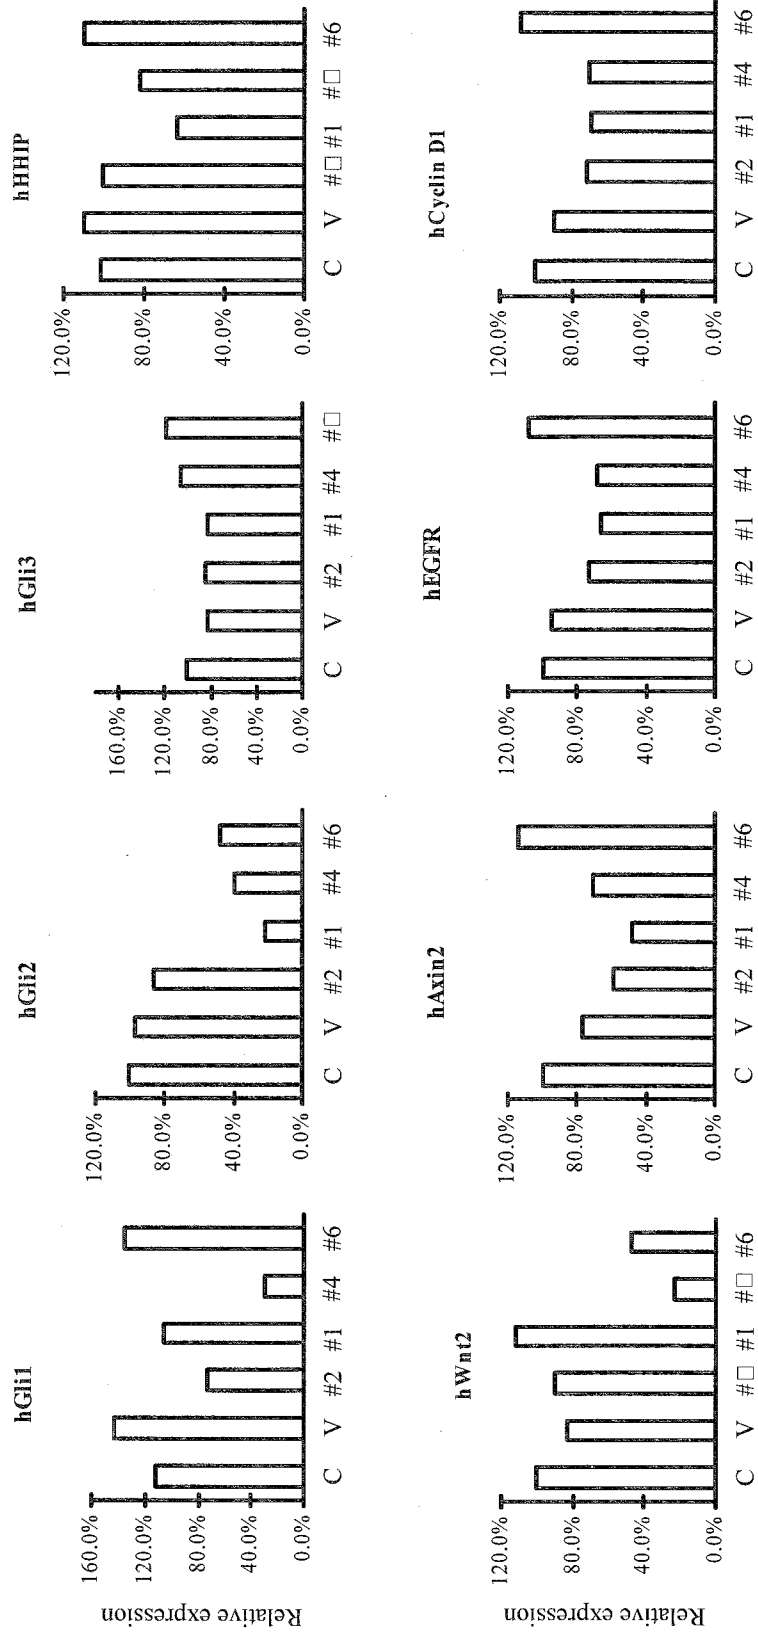 hGli1
Relative expression
160.0%
120.0%
80.0%
40.0%
0.0%
C V #2 #1 #4 #6
hGli2
120.0%
80.0%
40.0%
0.0%
C V #2 #1 #4 #6
hGli3
160.0%
120.0%
80.0%
40.0%
0.0%
C V #2 #1 #4 #□
hHHIP
120.0%
80.0%
40.0%
0.0%
C V #□ #1 #□ #6
hWnt2
Relative expression
120.0%
80.0%
40.0%
0.0%
C V #□ #1 #□ #6
hAxin2
120.0%
80.0%
40.0%
0.0%
C V #2 #1 #4 #6
hEGFR
120.0%
80.0%
40.0%
0.0%
C V #2 #1 #4 #6
hCyclin D1
120.0%
80.0%
40.0%
0.0%
C V #2 #1 #4 #6